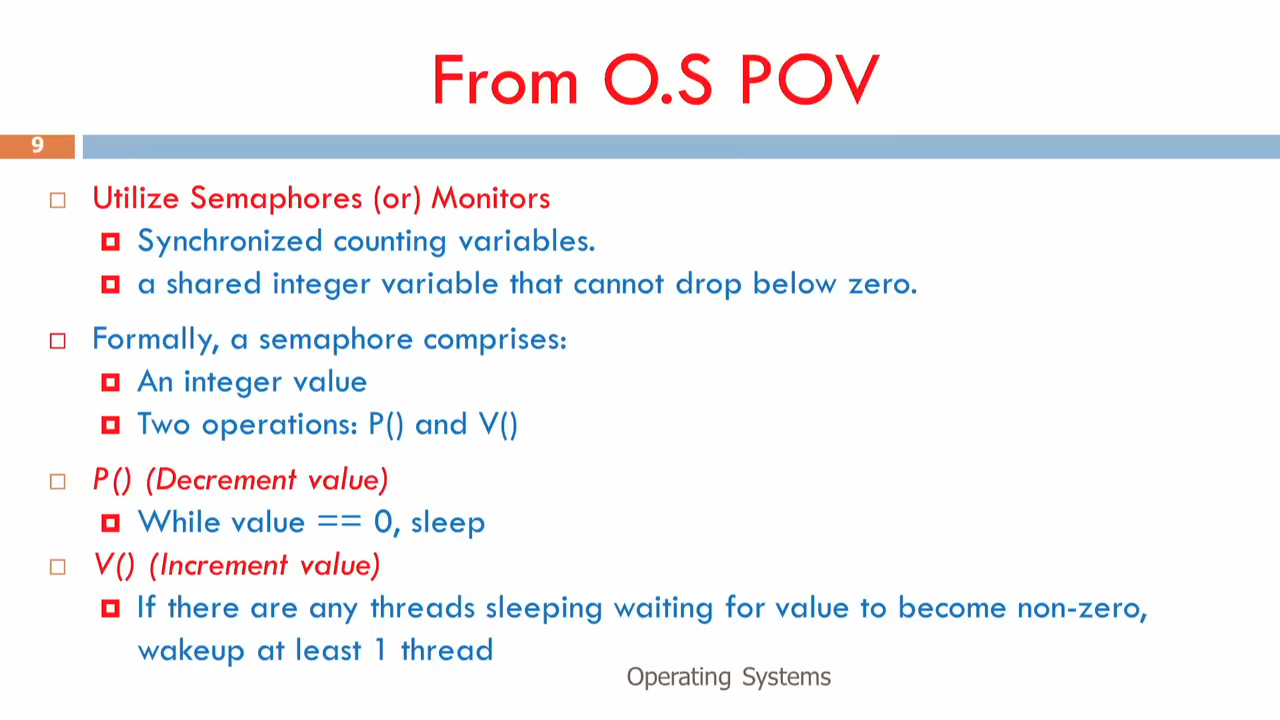 From O.S POV
9
Utilize Semaphores (or) Monitors
Synchronized counting variables.
a shared integer variable that cannot drop below zero.
Formally, a semaphore comprises:
An integer value
Two operations: P() and V()
P() (Decrement value)
While value == 0, sleep
V() (Increment value)
If there are any threads sleeping waiting for value to become non-zero,
wakeup at least 1 thread
Operating Systems